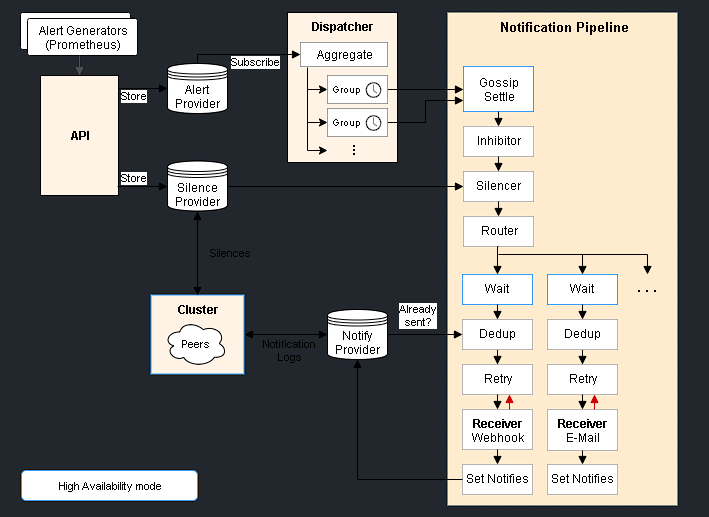 Alert Generators
(Prometheus)
API
Store
Alert
Provider
Subscribe
Dispatcher
Aggregate
Group
Group
Store
Silence
Provider
Silences
Cluster
Peers
Notification
Logs
Notify
Provider
Already
sent?
Notification Pipeline
Gossip
Settle
Inhibitor
Silencer
Router
Wait
Dedup
Retry
Receiver
Webhook
Set Notifies
Wait
Dedup
Retry
Receiver
E-Mail
Set Notifies
. . .
High Availability mode